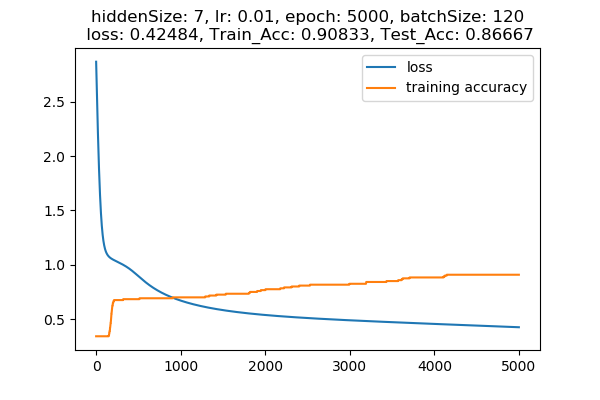 hiddenSize: 7, lr: 0.01, epoch: 5000, batchSize: 120
loss: 0.42484, Train_Acc: 0.90833, Test_Acc: 0.86667
loss
training accuracy
2.5
2.0
1.5
1.0
0.5
0 1000 2000 3000 4000 5000